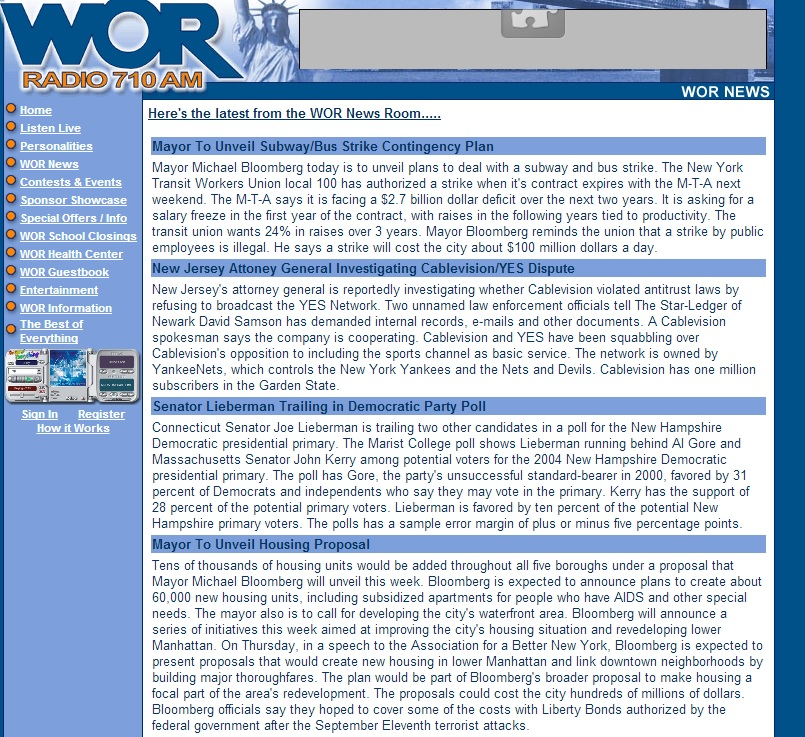 WOR
RADIO 710 AM
WOR NEWS
Home
Listen Live
Personalities
WOR News
Contests & Events
Sponsor Showcase
Special Offers / Info
WOR School Closings
WOR Health Center
WOR Guestbook
Entertainment
WOR Information
The Best of
Everything
Sign In Register
How it Works
Here's the latest from the WOR News Room.....
Mayor To Unveil Subway/Bus Strike Contingency Plan
Mayor Michael Bloomberg today is to unveil plans to deal with a subway and bus strike. The New York
Transit Workers Union local 100 has authorized a strike when it's contract expires with the M-T-A next
weekend. The M-T-A says it is facing a $2.7 billion dollar deficit over the next two years. It is asking for a
salary freeze in the first year of the contract, with raises in the following years tied to productivity. The
transit union wants 24% in raises over 3 years. Mayor Bloomberg reminds the union that a strike by public
employees is illegal. He says a strike will cost the city about $100 million dollars a day.
New Jersey Attoney General Investigating Cablevision/YES Dispute
New Jersey's attorney general is reportedly investigating whether Cablevision violated antitrust laws by
refusing to broadcast the YES Network. Two unnamed law enforcement officials tell The Star-Ledger of
Newark David Samson has demanded internal records, e-mails and other documents. A Cablevision
spokesman says the company is cooperating. Cablevision and YES have been squabbling over
Cablevision's opposition to including the sports channel as basic service. The network is owned by
YankeeNets, which controls the New York Yankees and the Nets and Devils. Cablevision has one million
subscribers in the Garden State.
Senator Lieberman Trailing in Democratic Party Poll
Connecticut Senator Joe Lieberman is trailing two other candidates in a poll for the New Hampshire
Democratic presidential primary. The Marist College poll shows Lieberman running behind Al Gore and
Massachusetts Senator John Kerry among potential voters for the 2004 New Hampshire Democratic
presidential primary. The poll has Gore, the party's unsuccessful standard-bearer in 2000, favored by 31
percent of Democrats and independents who say they may vote in the primary. Kerry has the support of
28 percent of the potential primary voters. Lieberman is favored by ten percent of the potential New
Hampshire primary voters. The polls has a sample error margin of plus or minus five percentage points.
Mayor To Unveil Housing Proposal
Tens of thousands of housing units would be added throughout all five boroughs under a proposal that
Mayor Michael Bloomberg will unveil this week. Bloomberg is expected to announce plans to create about
60,000 new housing units, including subsidized apartments for people who have AIDS and other special
needs. The mayor also is to call for developing the city's waterfront area. Bloomberg will announce a
series of initiatives this week aimed at improving the city's housing situation and revedeloping lower
Manhattan. On Thursday, in a speech to the Association for a Better New York, Bloomberg is expected to
present proposals that would create new housing in lower Manhattan and link downtown neighborhoods by
building major thoroughfares. The plan would be part of Bloomberg's broader proposal to make housing a
focal part of the area's redevelopment. The proposals could cost the city hundreds of millions of dollars.
Bloomberg officials say they hoped to cover some of the costs with Liberty Bonds authorized by the
federal government after the September Eleventh terrorist attacks.